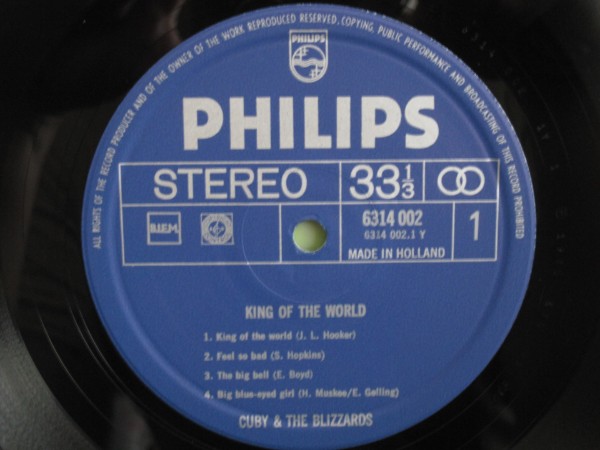 ALL RIGHTS OF THE RECORD PRODUCER AND OF THE OWNER OF THE WORK REPRODUCED RESERVED. COPYING, PUBLIC PERFORMANCE AND BROADCASTING OF THIS RECORD PROHIBITED
PHILIPS
PHILIPS
STEREO 33 1/3
B.I.E.M. 6314 002 1
6314 002.1 Y
MADE IN HOLLAND
KING OF THE WORLD
1. King of the world (J. L. Hooker)
2. Feel so bad (S. Hopkins)
3. The big bell (E. Boyd)
4. Big blue-eyed girl (H. Muskee/E. Gelling)
CUBY & THE BLIZZARDS